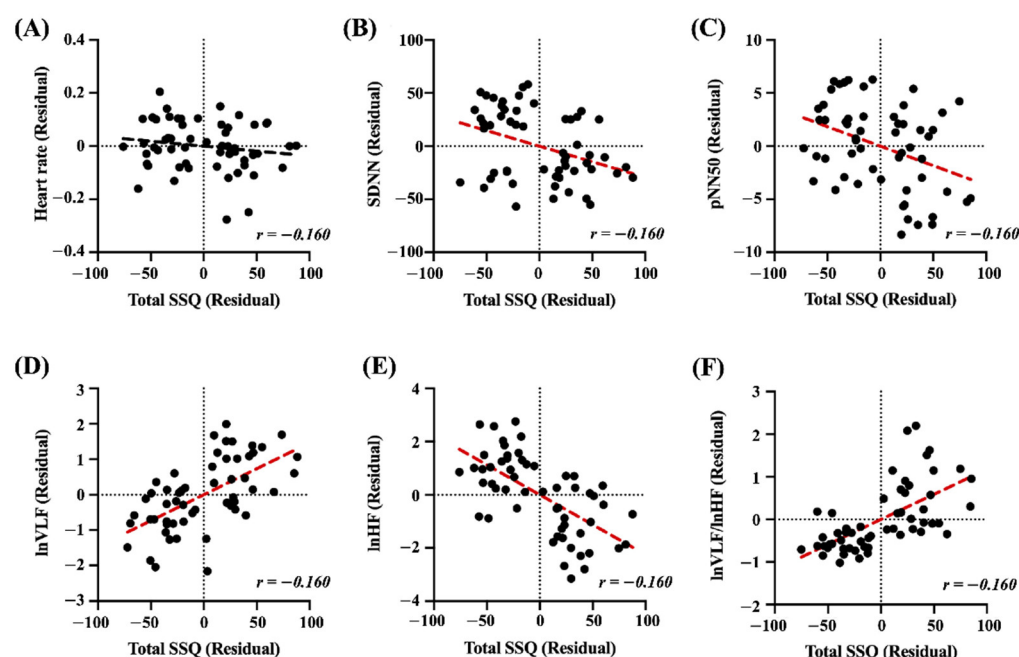 (A)
Heart rate (Residual)
0.4
0.2
0
−0.2
−0.4
−100
−50
0
50
100
r = −0.160
Total SSQ (Residual)
(B)
SDNN (Residual)
100
50
0
−50
−100
−100
−50
0
50
100
r = −0.160
Total SSQ (Residual)
(C)
pNN50 (Residual)
10
5
0
−5
−10
−100
−50
0
50
100
r = −0.160
Total SSQ (Residual)
(D)
lnVLF (Residual)
3
2
1
0
−1
−2
−3
−100
−50
0
50
100
r = −0.160
Total SSQ (Residual)
(E)
lnHF (Residual)
4
2
0
−2
−4
−100
−50
0
50
100
r = −0.160
Total SSQ (Residual)
(F)
lnVLF/lnHF (Residual)
3
2
1
0
−1
−2
−100
−50
0
50
100
r = −0.160
Total SSQ (Residual)